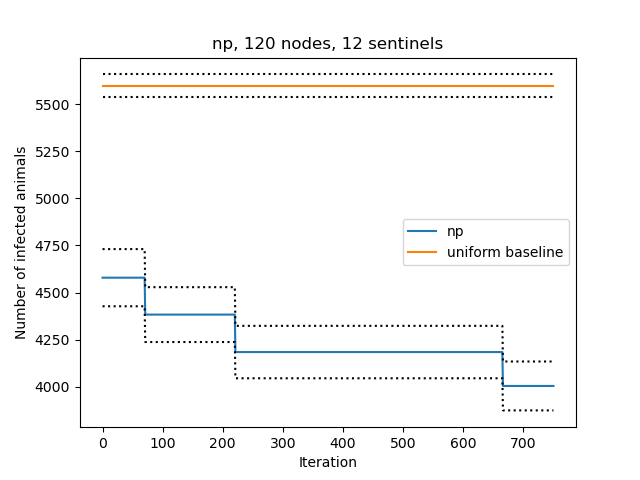 np, 120 nodes, 12 sentinels
Number of infected animals
5500
5250
5000
4750
4500
4250
4000
np
uniform baseline
0 100 200 300 400 500 600 700
Iteration